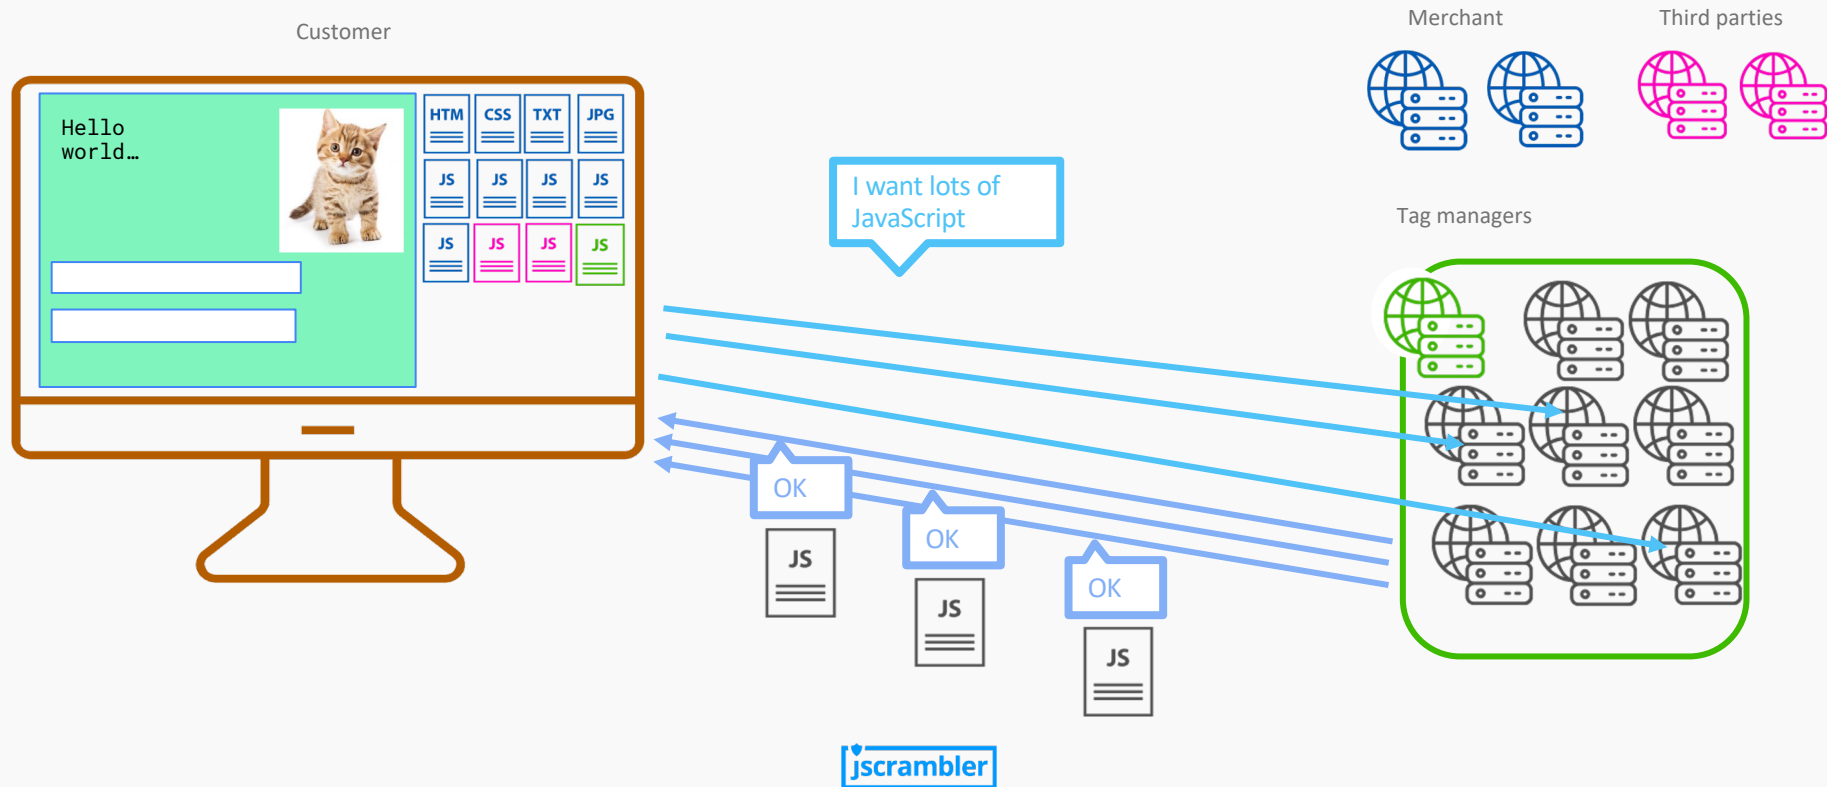 Customer
Merchant
Third parties
Hello
world…
HTM
CSS
TXT
JPG
JS
JS
JS
JS
JS
JS
JS
JS
I want lots of
JavaScript
Tag managers
OK
OK
OK
JS
JS
JS
jscrambler